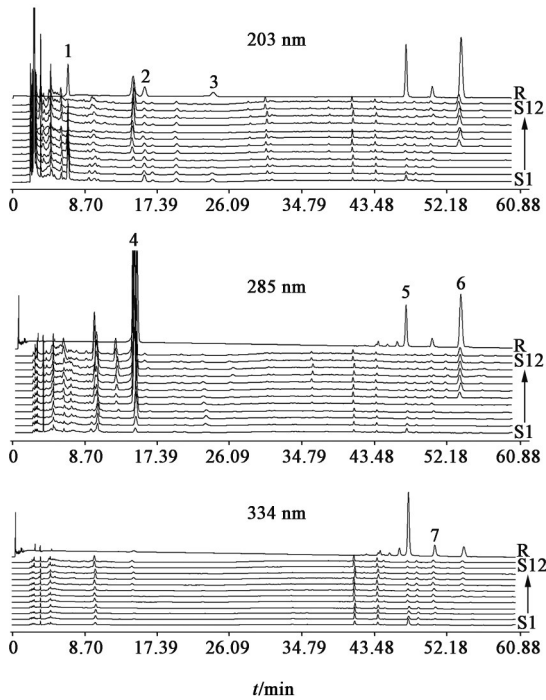 203 nm
1
2
3
R
S12
S1
0 8.70 17.39 26.09 34.79 43.48 52.18 60.88
4
285 nm
5
6
R
S12
S1
0 8.70 17.39 26.09 34.79 43.48 52.18 60.88
334 nm
7
R
S12
S1
0 8.70 17.39 26.09 34.79 43.48 52.18 60.88
t/min